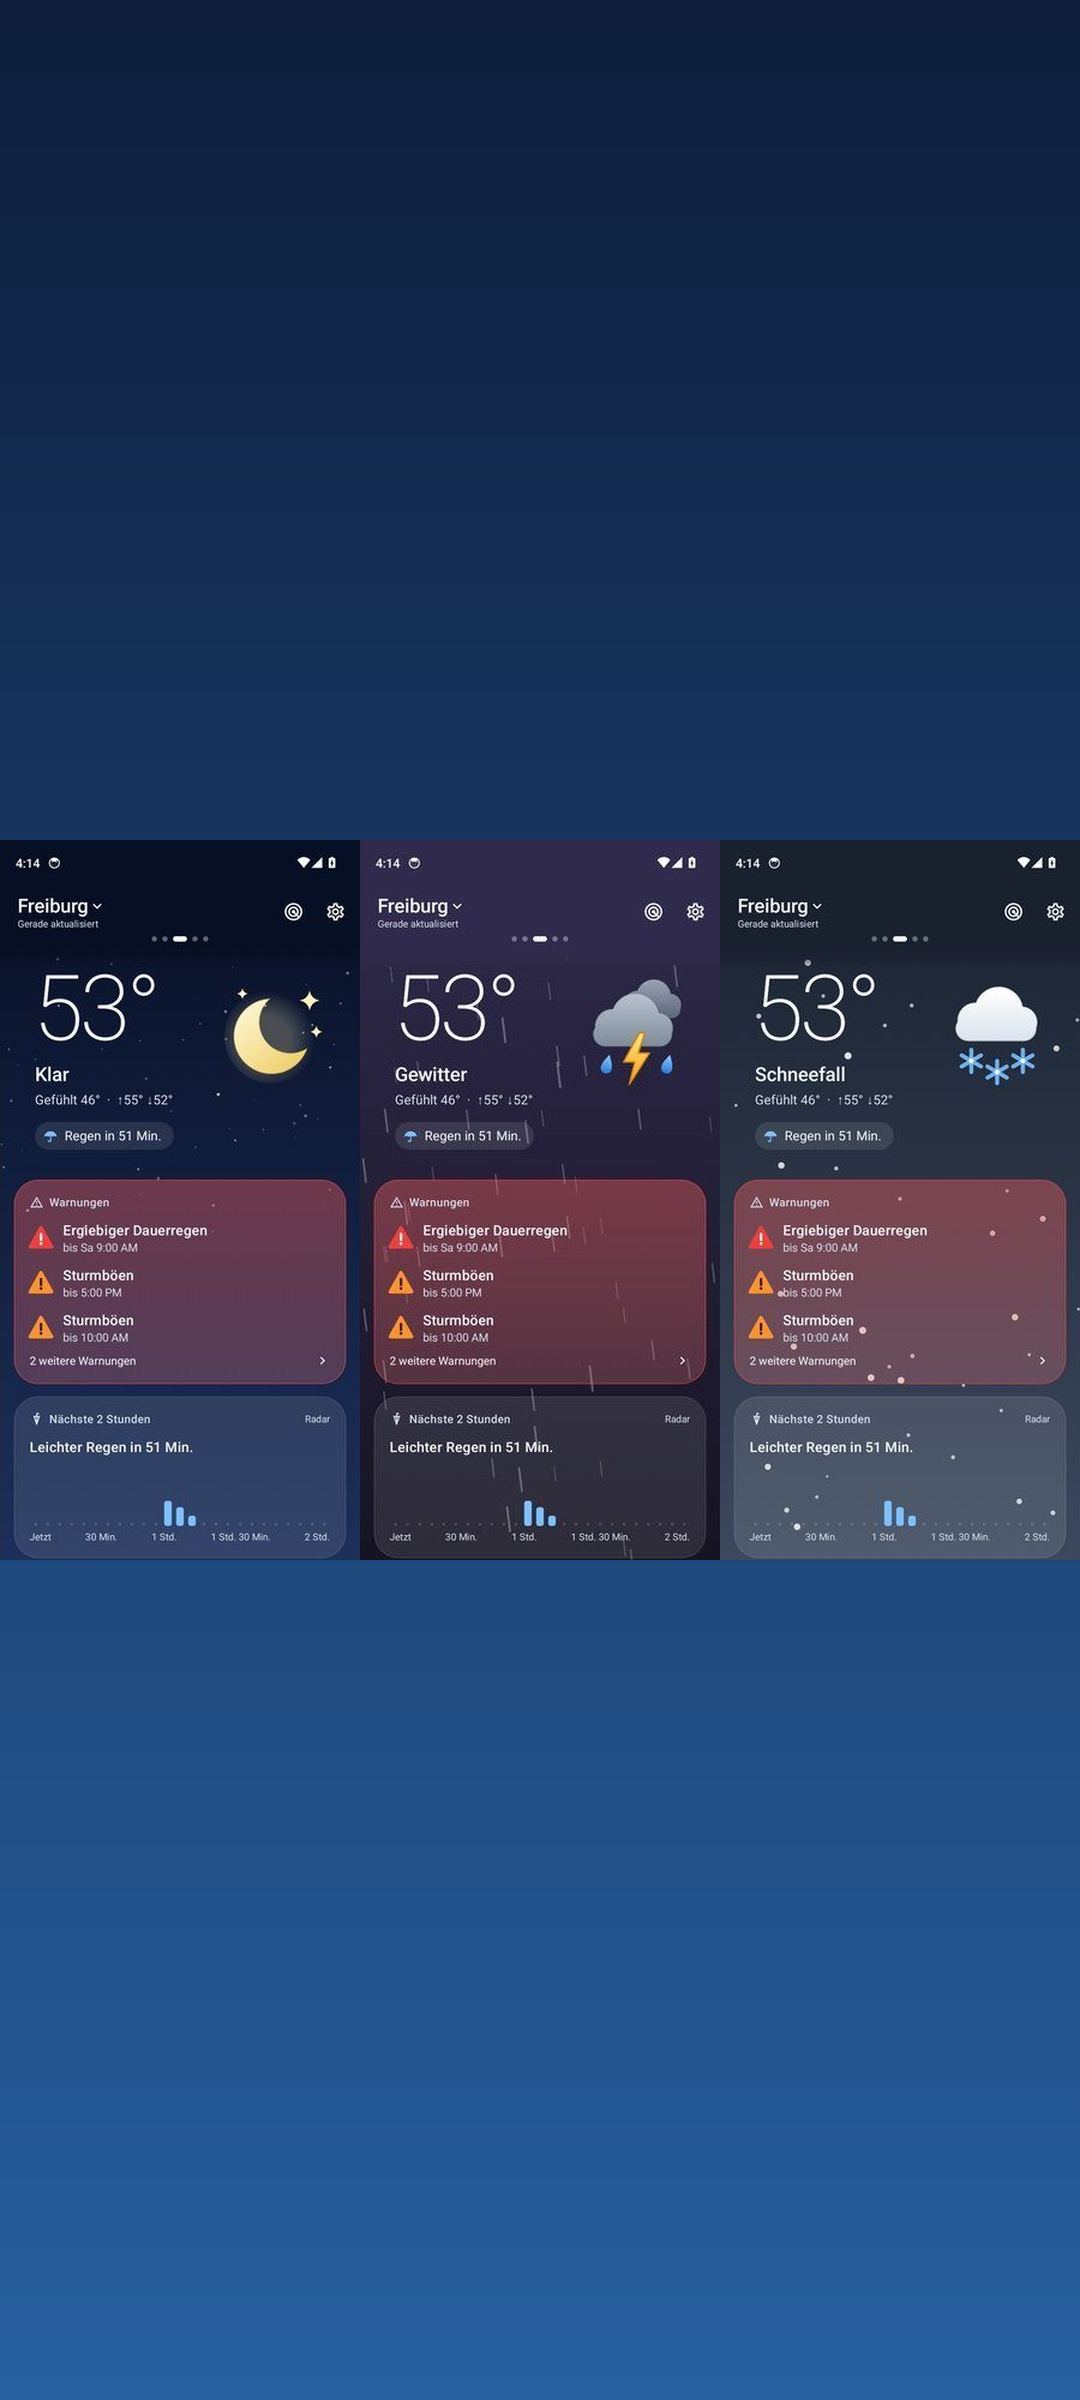 4:14
Freiburg
Gerade aktualisiert
53°
Klar
Gefühlt 46° · ↑55° ↓52°
Regen in 51 Min.
Warnungen
Ergiebiger Dauerregen
bis Sa 9:00 AM
Sturmböen
bis 5:00 PM
Sturmböen
bis 10:00 AM
2 weitere Warnungen
Nächste 2 Stunden Radar
Leichter Regen in 51 Min.
Jetzt 30 Min. 1 Std. 1 Std. 30 Min. 2 Std.
4:14
Freiburg
Gerade aktualisiert
53°
Gewitter
Gefühlt 46° · ↑55° ↓52°
Regen in 51 Min.
Warnungen
Ergiebiger Dauerregen
bis Sa 9:00 AM
Sturmböen
bis 5:00 PM
Sturmböen
bis 10:00 AM
2 weitere Warnungen
Nächste 2 Stunden Radar
Leichter Regen in 51 Min.
Jetzt 30 Min. 1 Std. 1 Std. 30 Min. 2 Std.
4:14
Freiburg
Gerade aktualisiert
53°
Schneefall
Gefühlt 46° · ↑55° ↓52°
Regen in 51 Min.
Warnungen
Ergiebiger Dauerregen
bis Sa 9:00 AM
Sturmböen
bis 5:00 PM
Sturmböen
bis 10:00 AM
2 weitere Warnungen
Nächste 2 Stunden Radar
Leichter Regen in 51 Min.
Jetzt 30 Min. 1 Std. 1 Std. 30 Min. 2 Std.